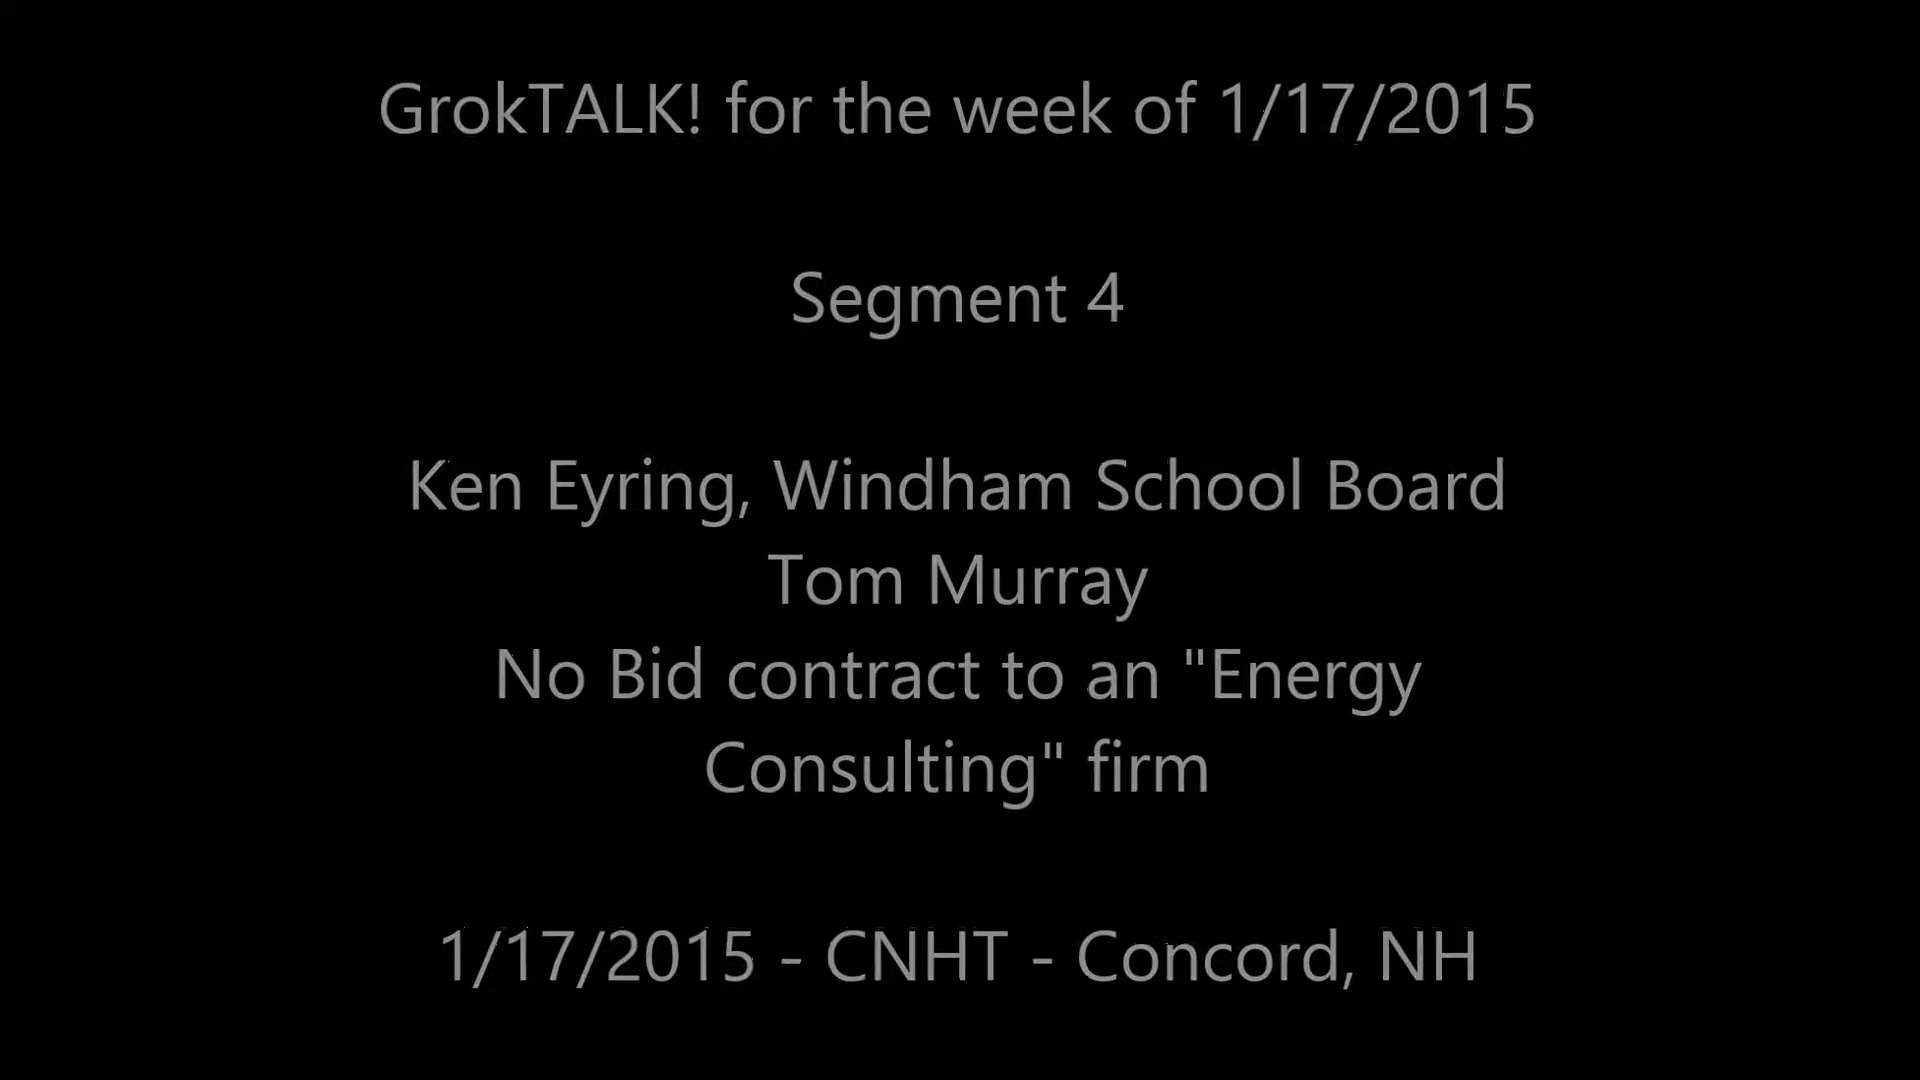 GrokTALK! for the week of 1/17/2015
Segment 4
Ken Eyring, Windham School Board
Tom Murray
No Bid contract to an "Energy
Consulting" firm
1/17/2015 - CNHT - Concord, NH